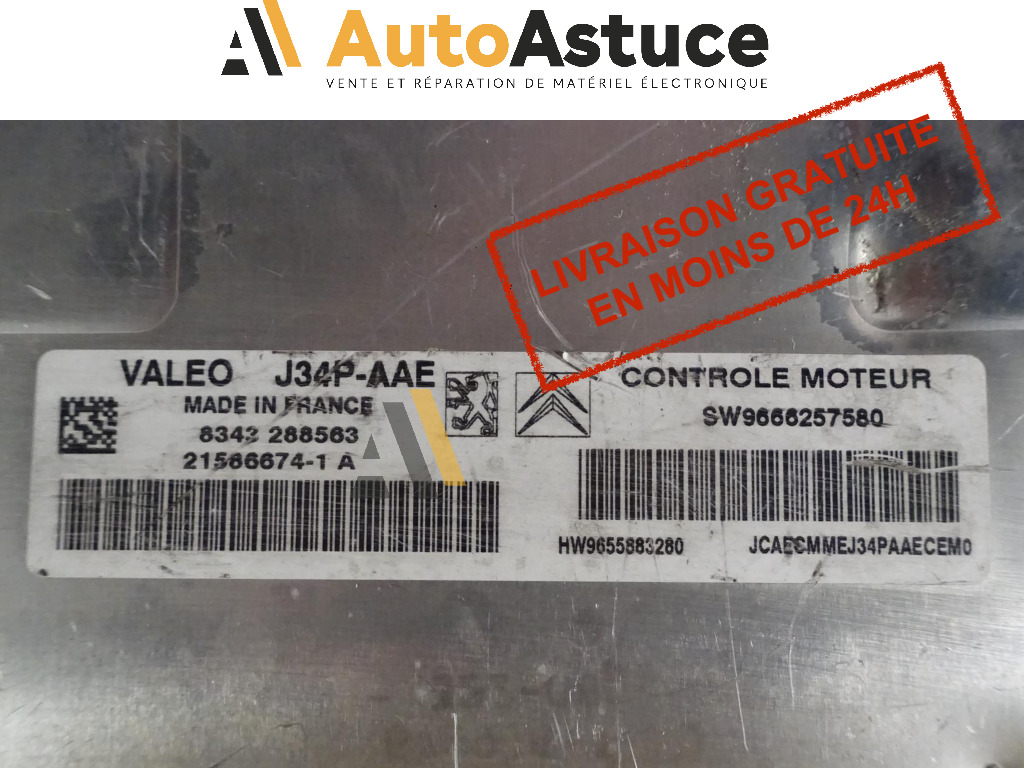 AutoAstuce
VENTE ET RÉPARATION DE MATÉRIEL ÉLECTRONIQUE
LIVRAISON GRATUITE
EN MOINS DE 24H
VALEO J34P-AAE
MADE IN FRANCE
8342 288563
21566674-1 A
CONTROLE MOTEUR
SW9666257580
HW9655883280 JCAECMMEJ34PAAECEM0